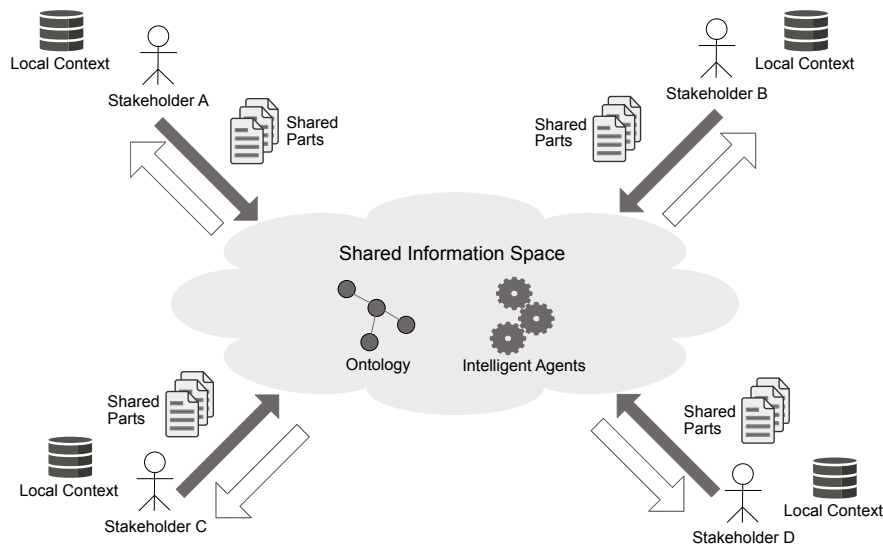 Local Context
Stakeholder A
Shared
Parts
Stakeholder B
Local Context
Shared
Parts
Shared Information Space
Ontology
Intelligent Agents
Shared
Parts
Local Context
Stakeholder C
Shared
Parts
Local Context
Stakeholder D